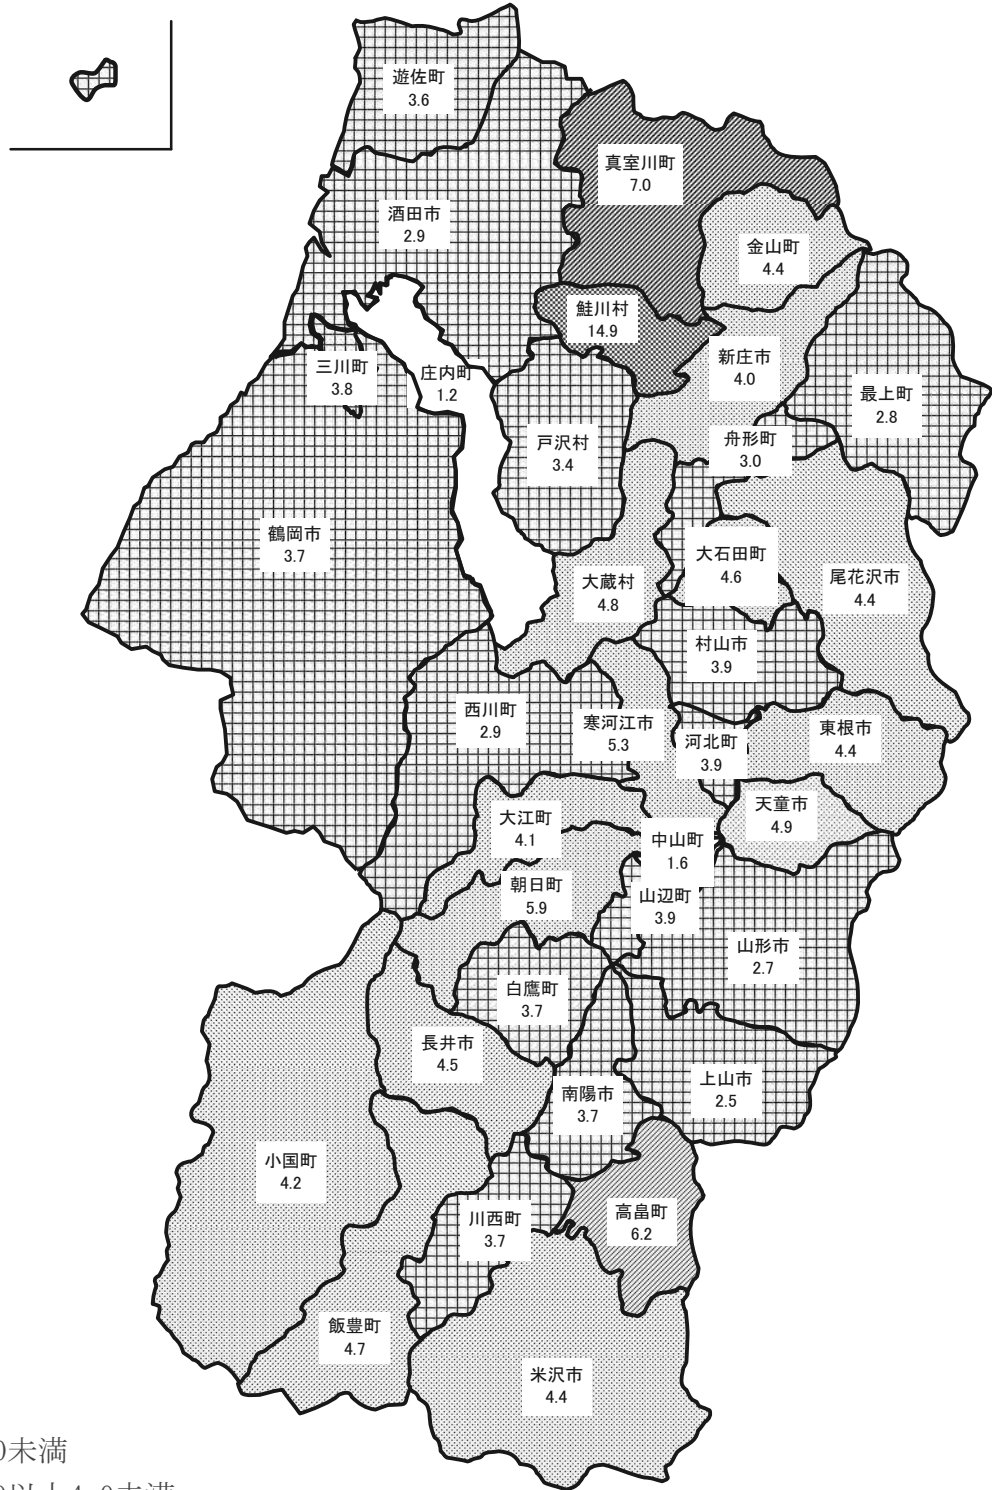 遊佐町
3.6
真室川町
7.0
酒田市
2.9
金山町
4.4
鮭川村
14.9
新庄市
4.0
三川町
3.8
庄内町
1.2
最上町
2.8
戸沢村
3.4
舟形町
3.0
鶴岡市
3.7
大石田町
4.6
大蔵村
4.8
尾花沢市
4.4
村山市
3.9
西川町
2.9
寒河江市
5.3
河北町
3.9
東根市
4.4
大江町
4.1
天童市
4.9
中山町
1.6
朝日町
5.9
山辺町
3.9
山形市
2.7
白鷹町
3.7
長井市
4.5
上山市
2.5
南陽町
3.7
小国町
4.2
川西町
3.7
高畠町
6.2
飯豊町
4.7
米沢市
4.4
0未満